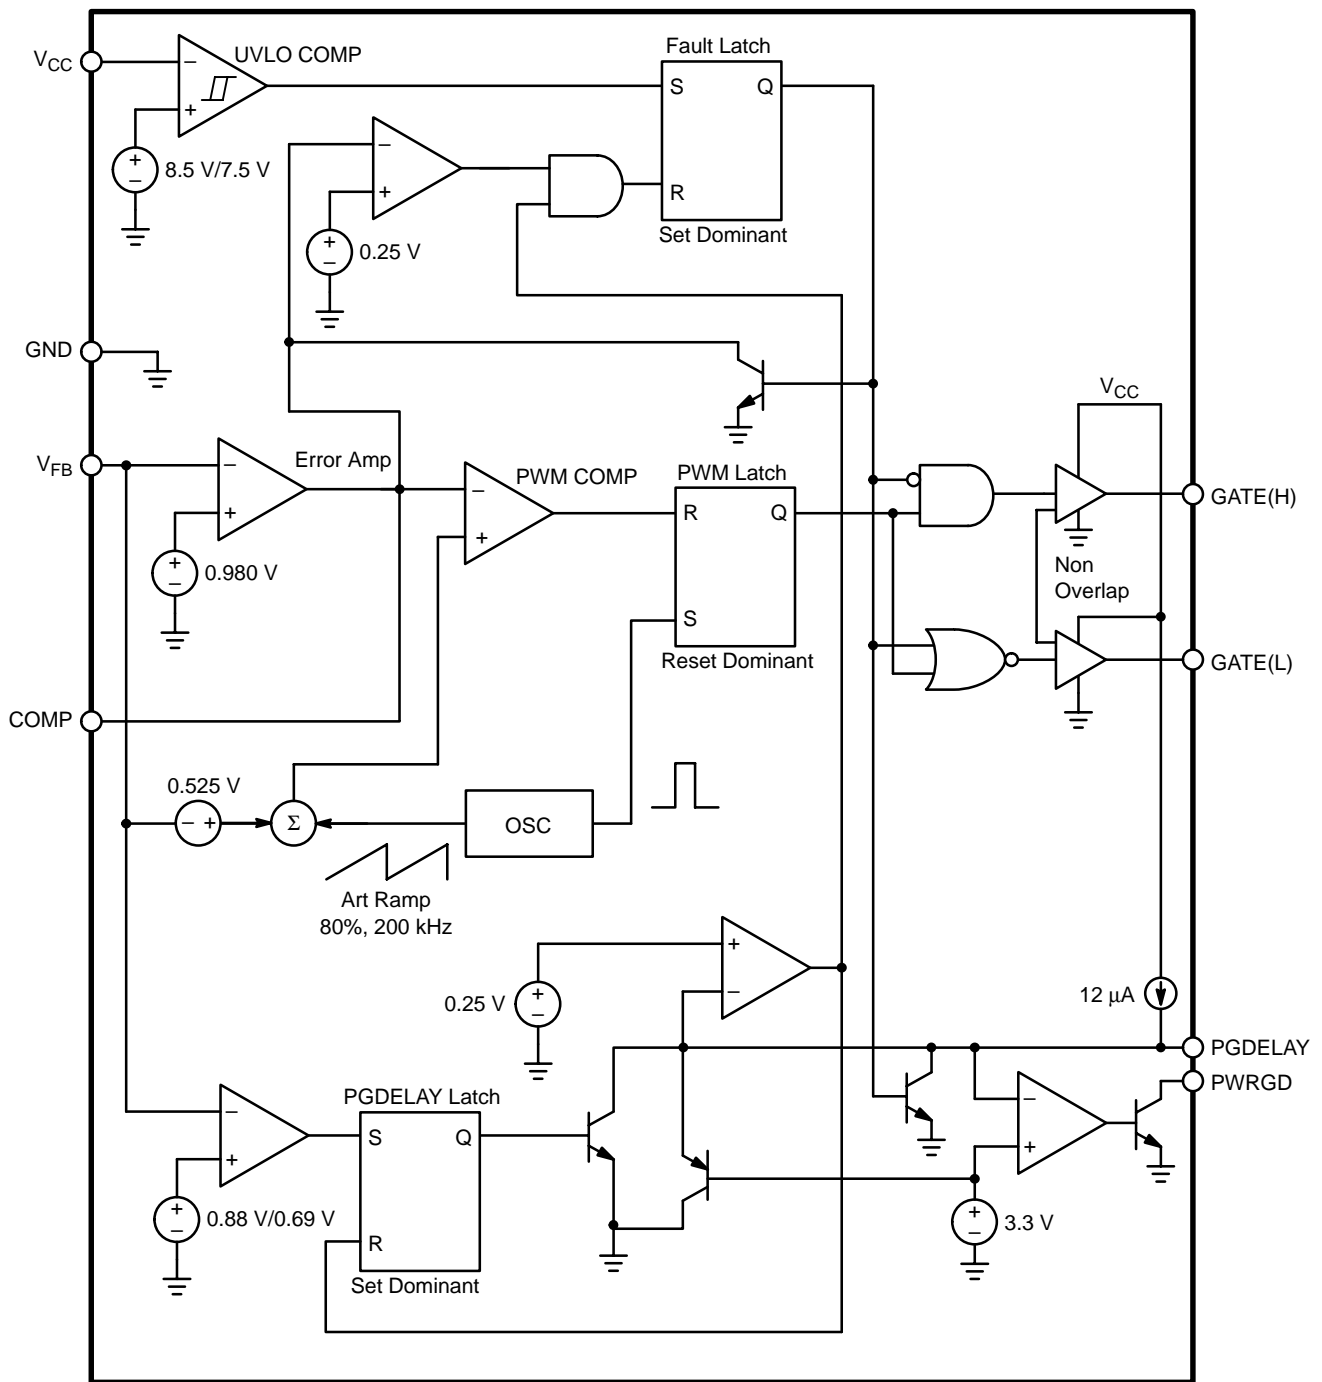 VCC
UVLO COMP
−
+
8.5 V/7.5 V
+
−
Fault Latch
S
Q
R
Set Dominant
−
+
0.25 V
+
−
GND
VFB
−
+
Error Amp
0.980 V
+
−
PWM COMP
−
+
PWM Latch
R
Q
S
Reset Dominant
VCC
GATE(H)
Non
Overlap
GATE(L)
COMP
0.525 V
− +
Σ
OSC
Art Ramp
80%, 200 kHz
+
−
0.25 V
+
−
12 μA
PGDELAY
PWRGD
−
+
PGDELAY Latch
S
Q
R
Set Dominant
−
+
0.88 V/0.69 V
+
−
3.3 V
+
−